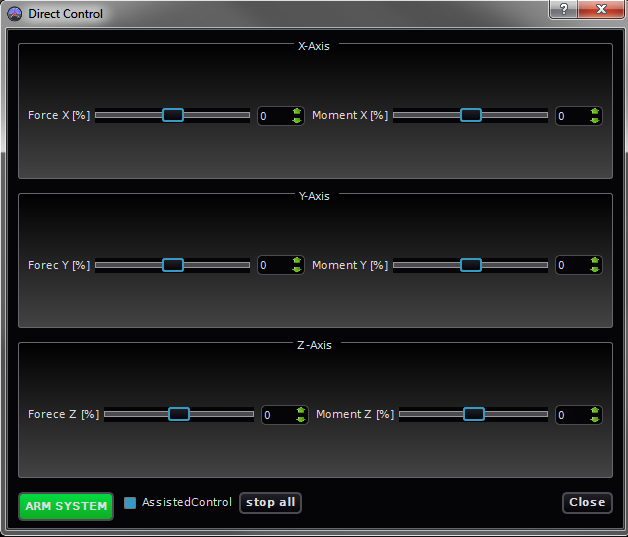 Direct Control
?
X-Axis
Force X [%] 0 Moment X [%] 0
Y-Axis
Forec Y [%] 0 Moment Y [%] 0
Z-Axis
Forece Z [%] 0 Moment Z [%] 0
ARM SYSTEM AssistedControl stop all Close